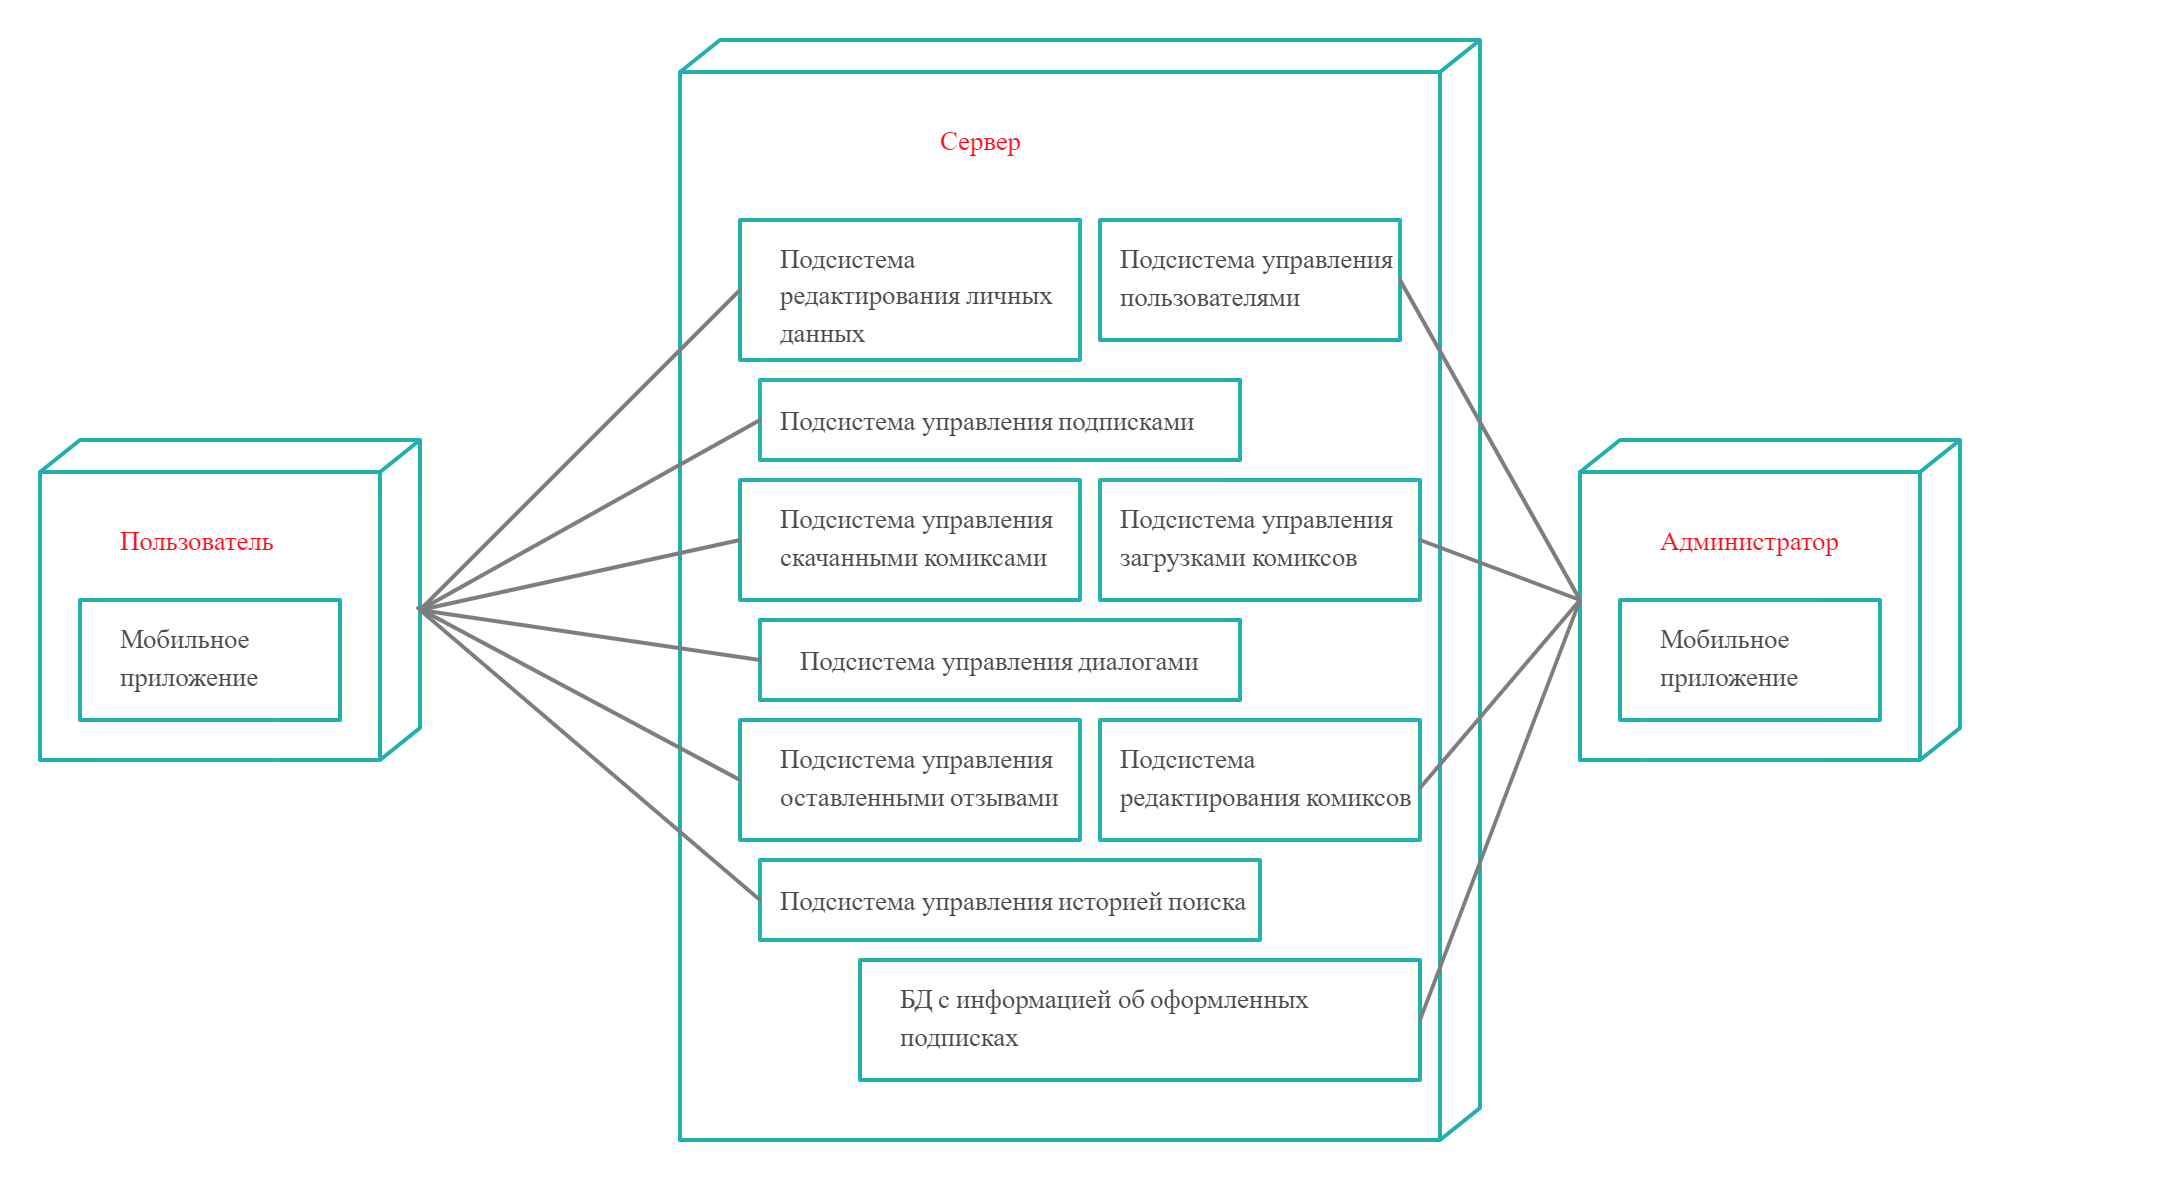 Сервер
Подсистема
редактирования личных
данных
Подсистема управления
пользователями
Подсистема управления подписками
Подсистема управления
скачанными комиксами
Подсистема управления
загрузками комиксов
Пользователь
Мобильное
приложение
Администратор
Мобильное
приложение
Подсистема управления диалогами
Подсистема управления
оставленными отзывами
Подсистема
редактирования комиксов
Подсистема управления историей поиска
БД с информацией об оформленных
подписках